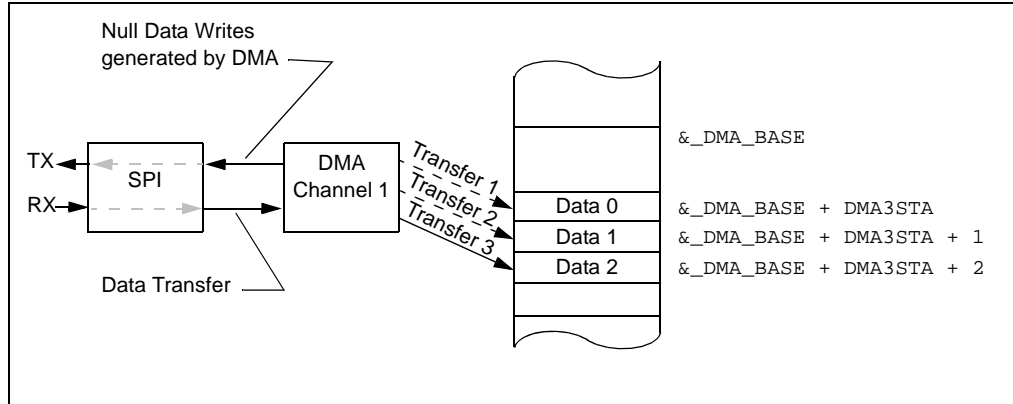 Null Data Writes
generated by DMA
&_DMA_BASE
TX
SPI
RX
DMA
Channel 1
Transfer 1
Transfer 2
Transfer 3
Data 0
&_DMA_BASE + DMA3STA
Data 1
&_DMA_BASE + DMA3STA + 1
Data 2
&_DMA_BASE + DMA3STA + 2
Data Transfer